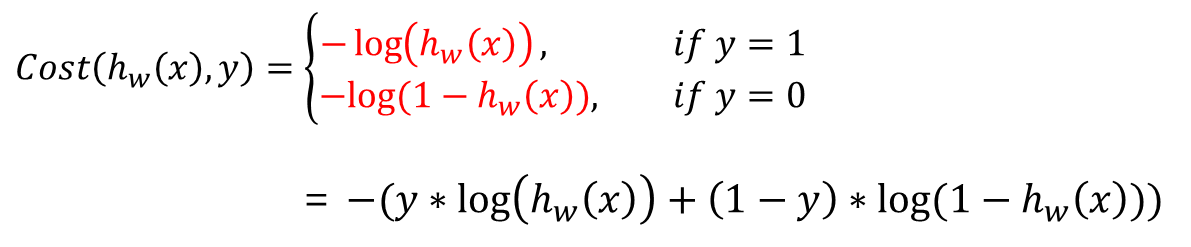 Cost(h_w(x), y) = { − log(h_w(x)) , if y = 1
−log(1 − h_w(x)), if y = 0
= −(y ∗ log(h_w(x)) + (1 − y) ∗ log(1 − h_w(x)))